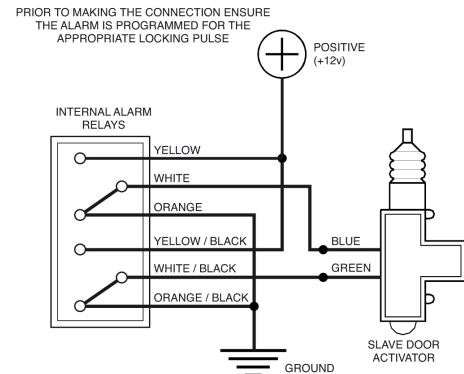 PRIOR TO MAKING THE CONNECTION ENSURE
THE ALARM IS PROGRAMMED FOR THE
APPROPRIATE LOCKING PULSE
POSITIVE
(+12v)
INTERNAL ALARM
RELAYS
YELLOW
WHITE
ORANGE
YELLOW / BLACK
BLUE
WHITE / BLACK
GREEN
ORANGE / BLACK
SLAVE DOOR
ACTIVATOR
GROUND